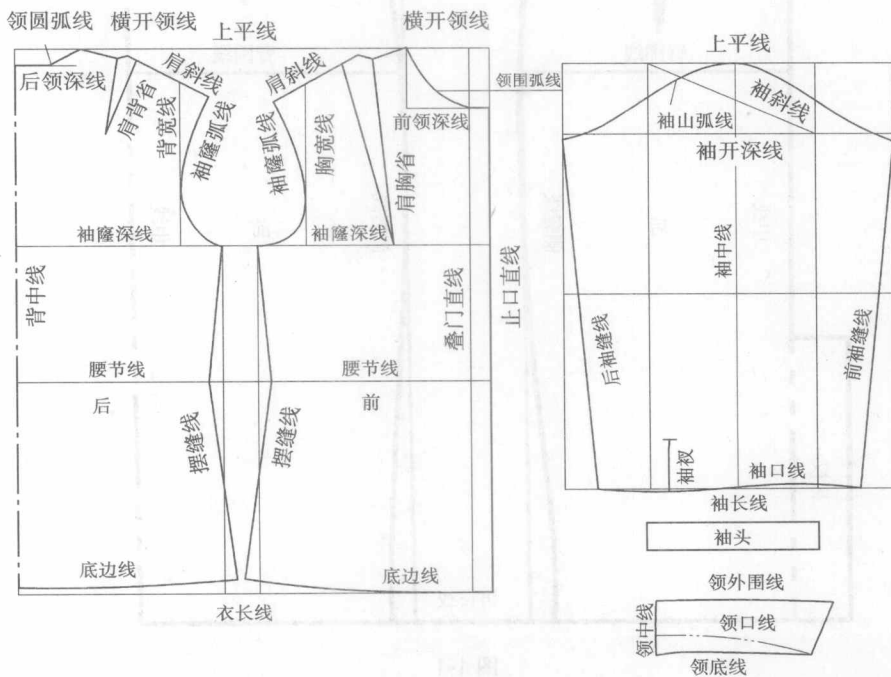 领圆弧线
横开领线
上平线
横开领线
后领深线
肩背省
肩斜线
背宽线
袖窿弧线
肩斜线
袖窿弧线
胸宽线
肩胸省
前领深线
领围弧线
袖窿深线
袖窿深线
背中线
叠门直线
止口直线
腰节线
腰节线
后
前
摆缝线
摆缝线
底边线
底边线
衣长线
上平线
袖斜线
袖山弧线
袖开深线
袖中线
后袖缝线
前袖缝线
袖衩
袖口线
袖长线
袖头
领外围线
领中线
领口线
领底线